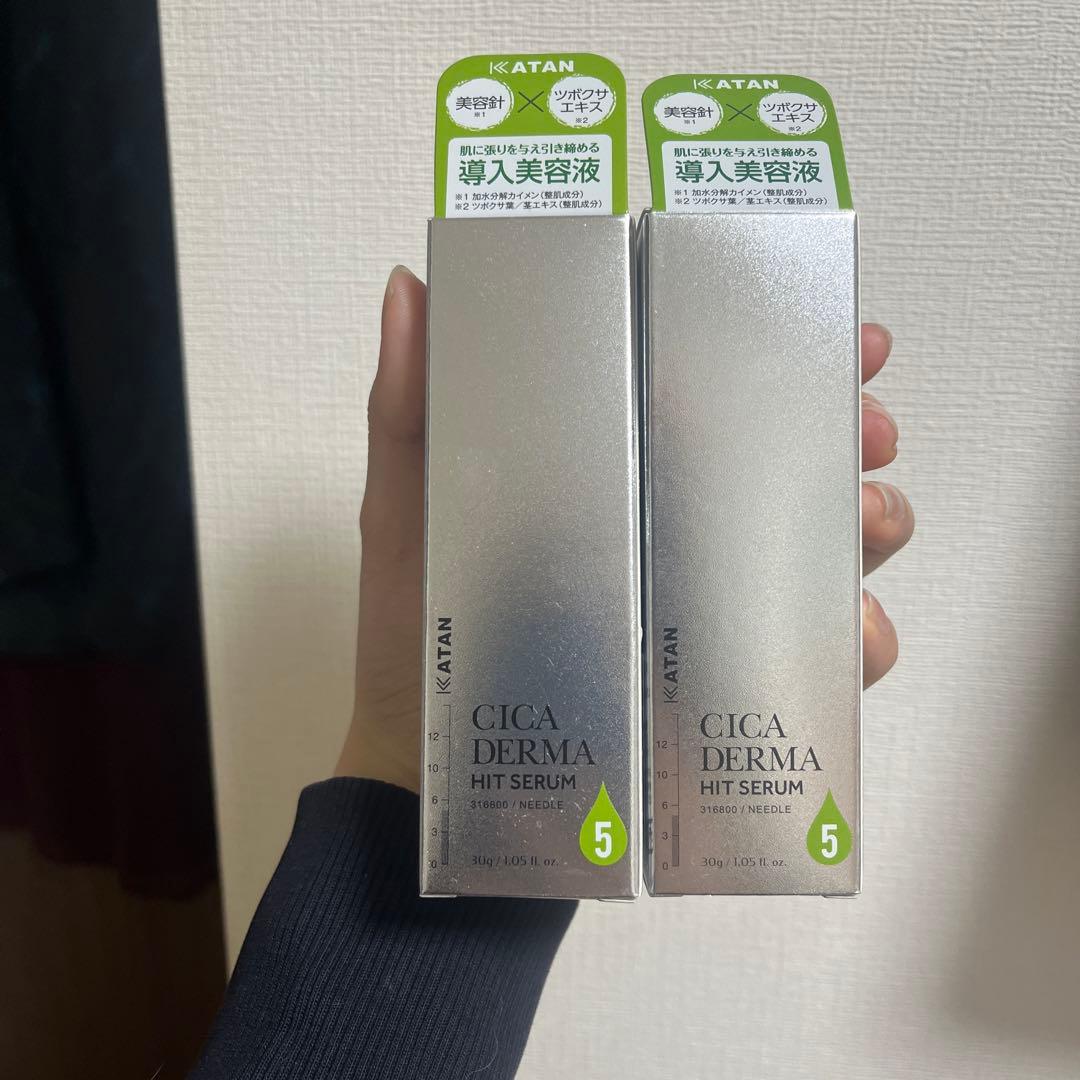 KATAN
美容針
※1
×
ツボクサ
エキス
※2
肌に張りを与え引き締める
導入美容液
※1 加水分解カイメン(整肌成分)
※2 ツボクサ葉/茎エキス(整肌成分)
KATAN
CICA
DERMA
HIT SERUM
316800 / NEEDLE
12
10
6
3
0
30g / 1.05 fl. oz.
5
KATAN
美容針
※1
×
ツボクサ
エキス
※2
肌に張りを与え引き締める
導入美容液
※1 加水分解カイメン(整肌成分)
※2 ツボクサ葉/茎エキス(整肌成分)
KATAN
CICA
DERMA
HIT SERUM
316800 / NEEDLE
12
10
6
3
0
30g / 1.05 fl. oz.
5